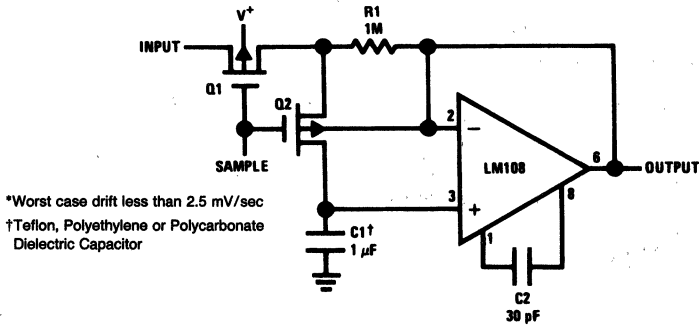 V+
R1
1M
INPUT
Q1
Q2
2
−
6
OUTPUT
SAMPLE
LM108
8
*Worst case drift less than 2.5 mV/sec
3
+
†Teflon, Polyethylene or Polycarbonate
Dielectric Capacitor
C1†
1 µF
1
C2
30 pF